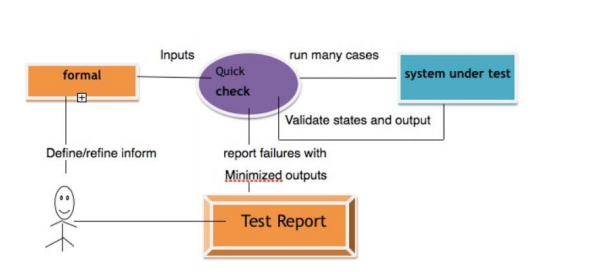 Inputs
run many cases
formal
Quick
check
system under test
Validate states and output
Define/refine inform
report failures with
Minimized outputs
Test Report